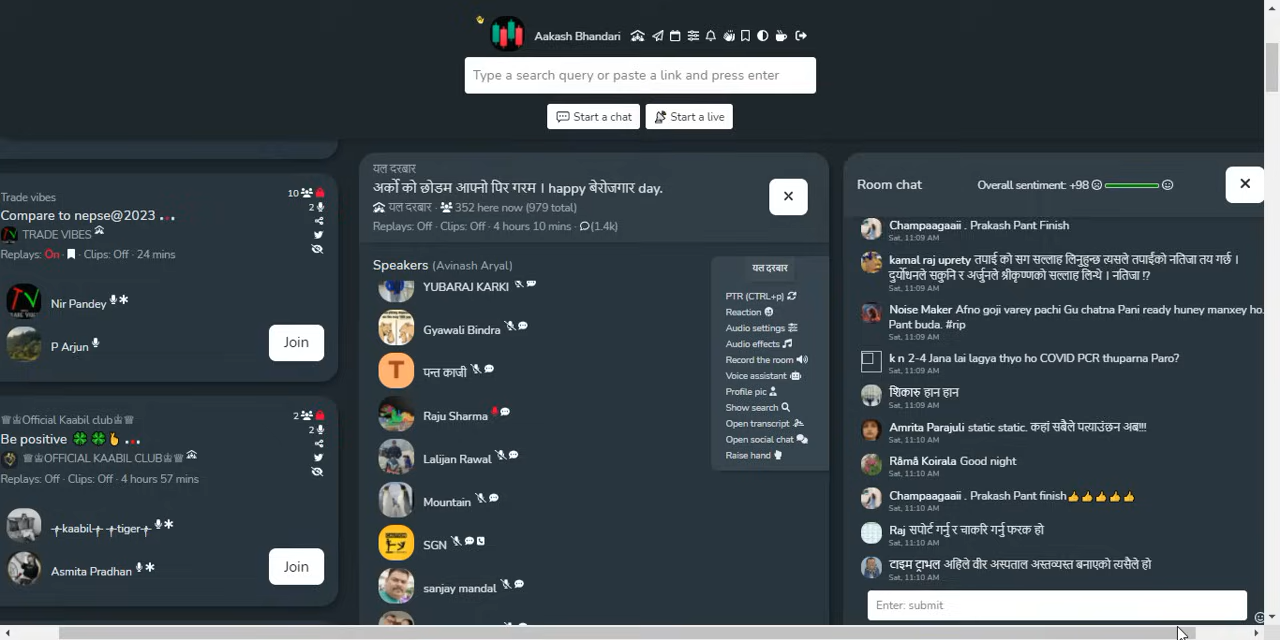 Aakash Bhandari
Type a search query or paste a link and press enter
Start a chat
Start a live
Trade vibes
10
Compare to nepse@2023 ...
2
TRADE VIBES
Replays: On · Clips: Off · 24 mins
Nir Pandey
P Arjun
Join
♕♔Official Kaabil club♔♕
2
Be positive 🍀🍀🫰 ...
2
♕♔OFFICIAL KAABIL CLUB♔♕
Replays: Off · Clips: Off · 4 hours 57 mins
kaabil tiger
Asmita Pradhan
Join
यल दरबार
अर्को को छोडम आफ्नो पिर गरम । happy बेरोजगार day.
यल दरबार · 352 here now (979 total)
Replays: Off · Clips: Off · 4 hours 10 mins · (1.4k)
Speakers (Avinash Aryal)
YUBARAJ KARKI
Gyawali Bindra
T
पन्त काजी
Raju Sharma
Lalijan Rawal
Mountain
SGN
sanjay mandal
यल दरबार
PTR (CTRL+p)
Reaction
Audio settings
Audio effects
Record the room
Voice assistant
Profile pic
Show search
Open transcript
Open social chat
Raise hand
Room chat
Overall sentiment: +98
Champaagaaii . Prakash Pant Finish
Sat, 11:09 AM
kamal raj uprety तपाई को सग सल्लाह लिनुहुन्छ त्यसले तपाईंको नतिजा तय गर्छ ।
दुर्योधनले सकुनि र अर्जुनले श्रीकृष्णको सल्लाह लिये । नतिजा !?
Sat, 11:09 AM
Noise Maker Afno goji varey pachi Gu chatna Pani ready huney manxey ho.
Pant buda. #rip
Sat, 11:09 AM
k n 2-4 Jana lai lagya thyo ho COVID PCR thuparna Paro?
Sat, 11:09 AM
शिकारु हान हान
Sat, 11:09 AM
Amrita Parajuli static static. कहां सबैले पत्याउंछन अब!!!
Sat, 11:10 AM
Råmå Koirala Good night
Sat, 11:10 AM
Champaagaaii . Prakash Pant finish👍👍👍👍👍
Sat, 11:10 AM
Raj सपोर्ट गर्नु र चाकरि गर्नु फरक हो
Sat, 11:10 AM
टाइम ट्राभल अहिले वीर अस्पताल अस्तव्यस्त बनाएको त्यसैले हो
Sat, 11:10 AM
Enter: submit